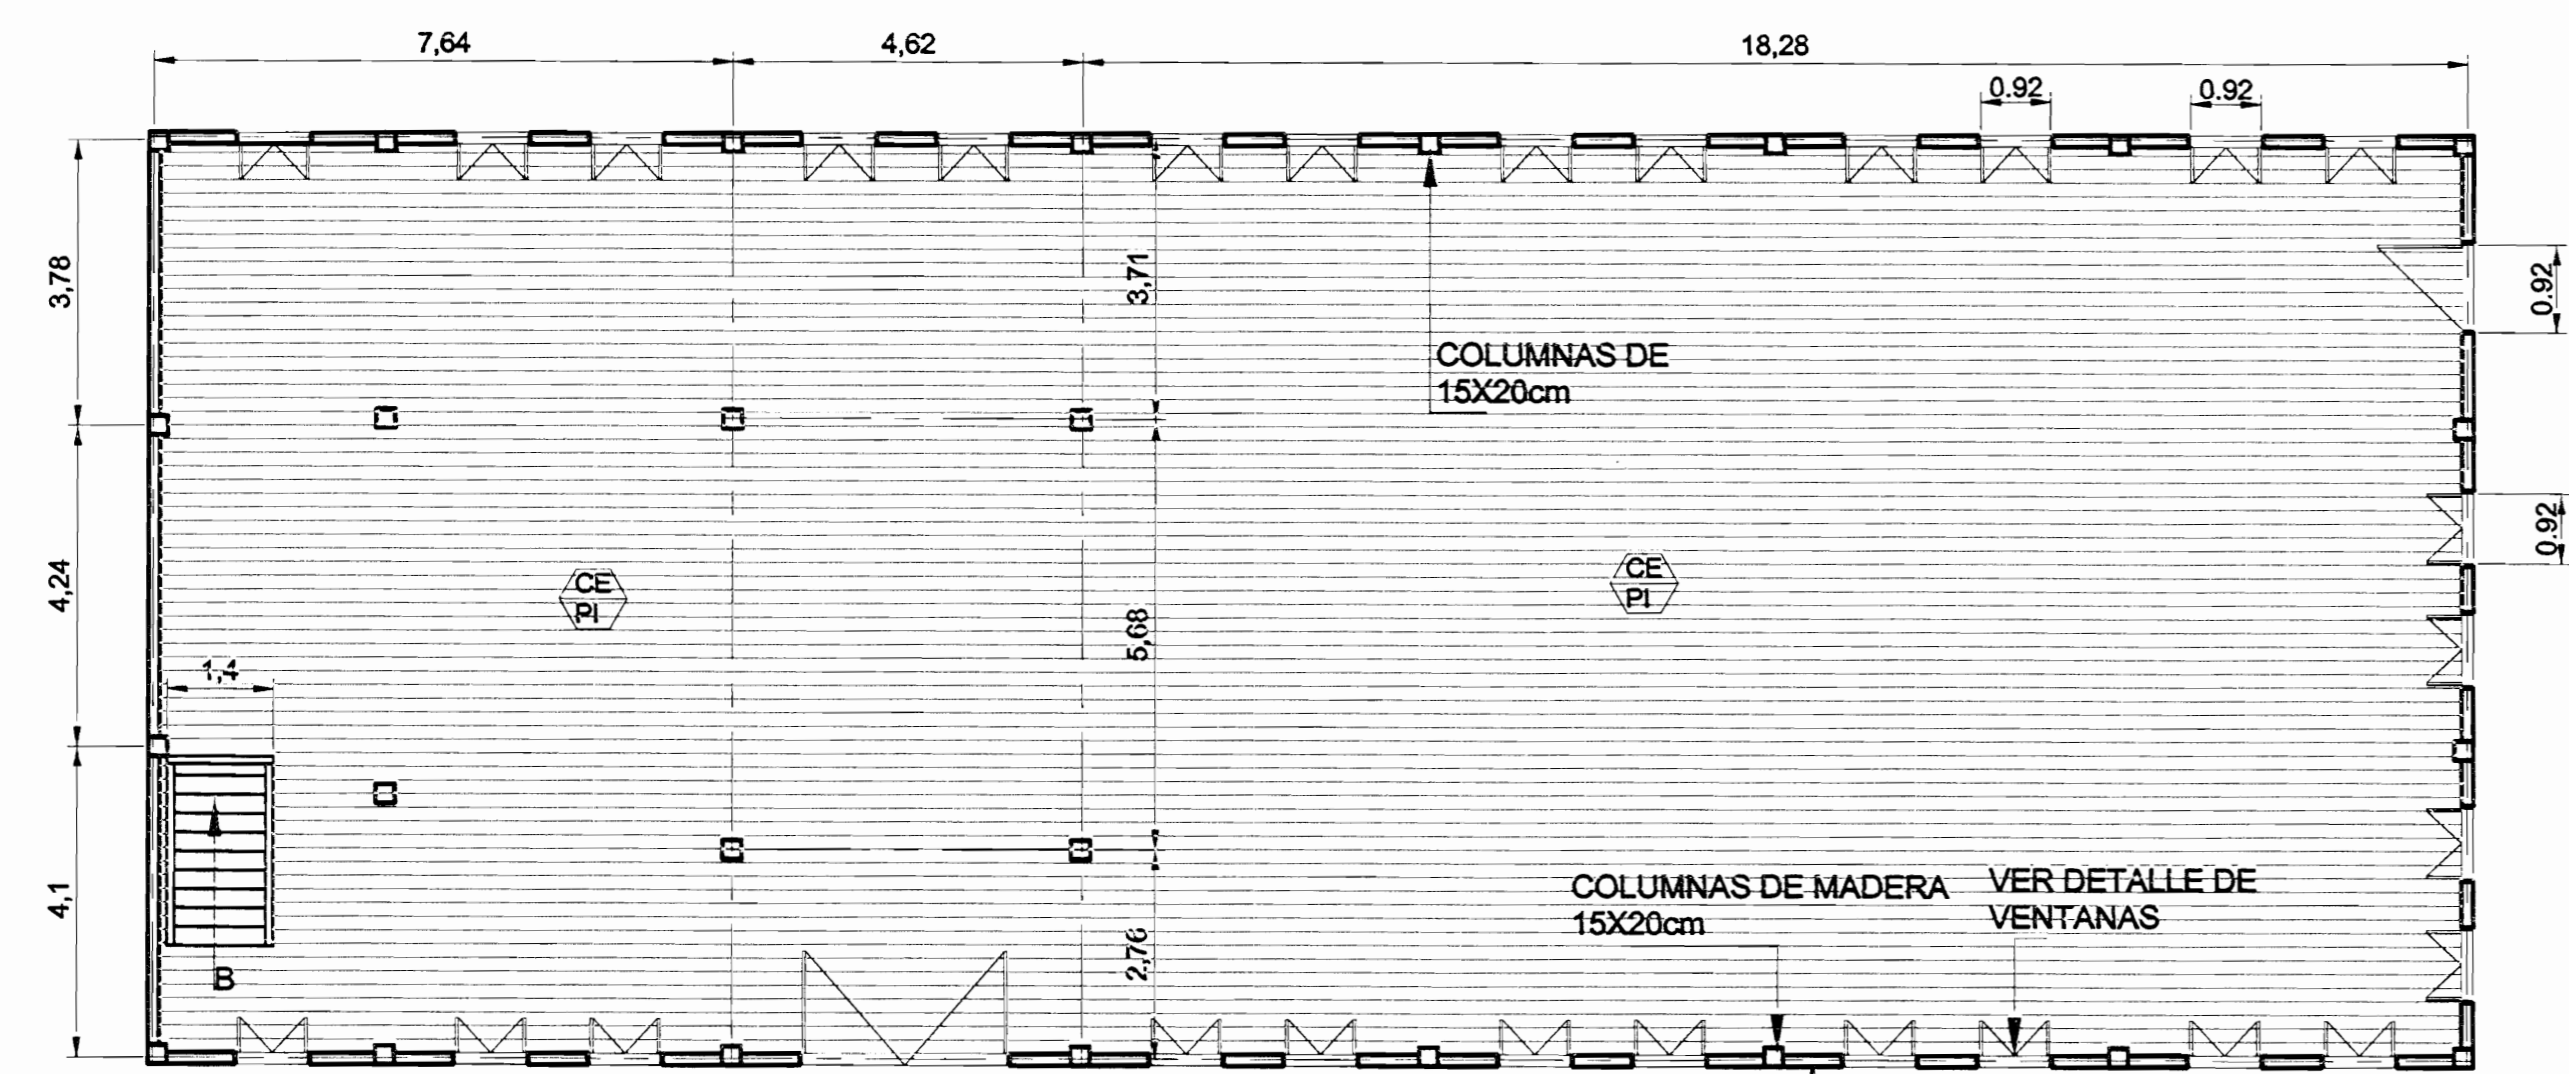 7,64
4,62
18,28
0.92
0.92
3,78
3,71
0.92
COLUMNAS DE
15X20cm
0.92
4,24
CE
PI
CE
PI
5,68
1,4
4,1
COLUMNAS DE MADERA
15X20cm
VER DETALLE DE
VENTANAS
2,76
B